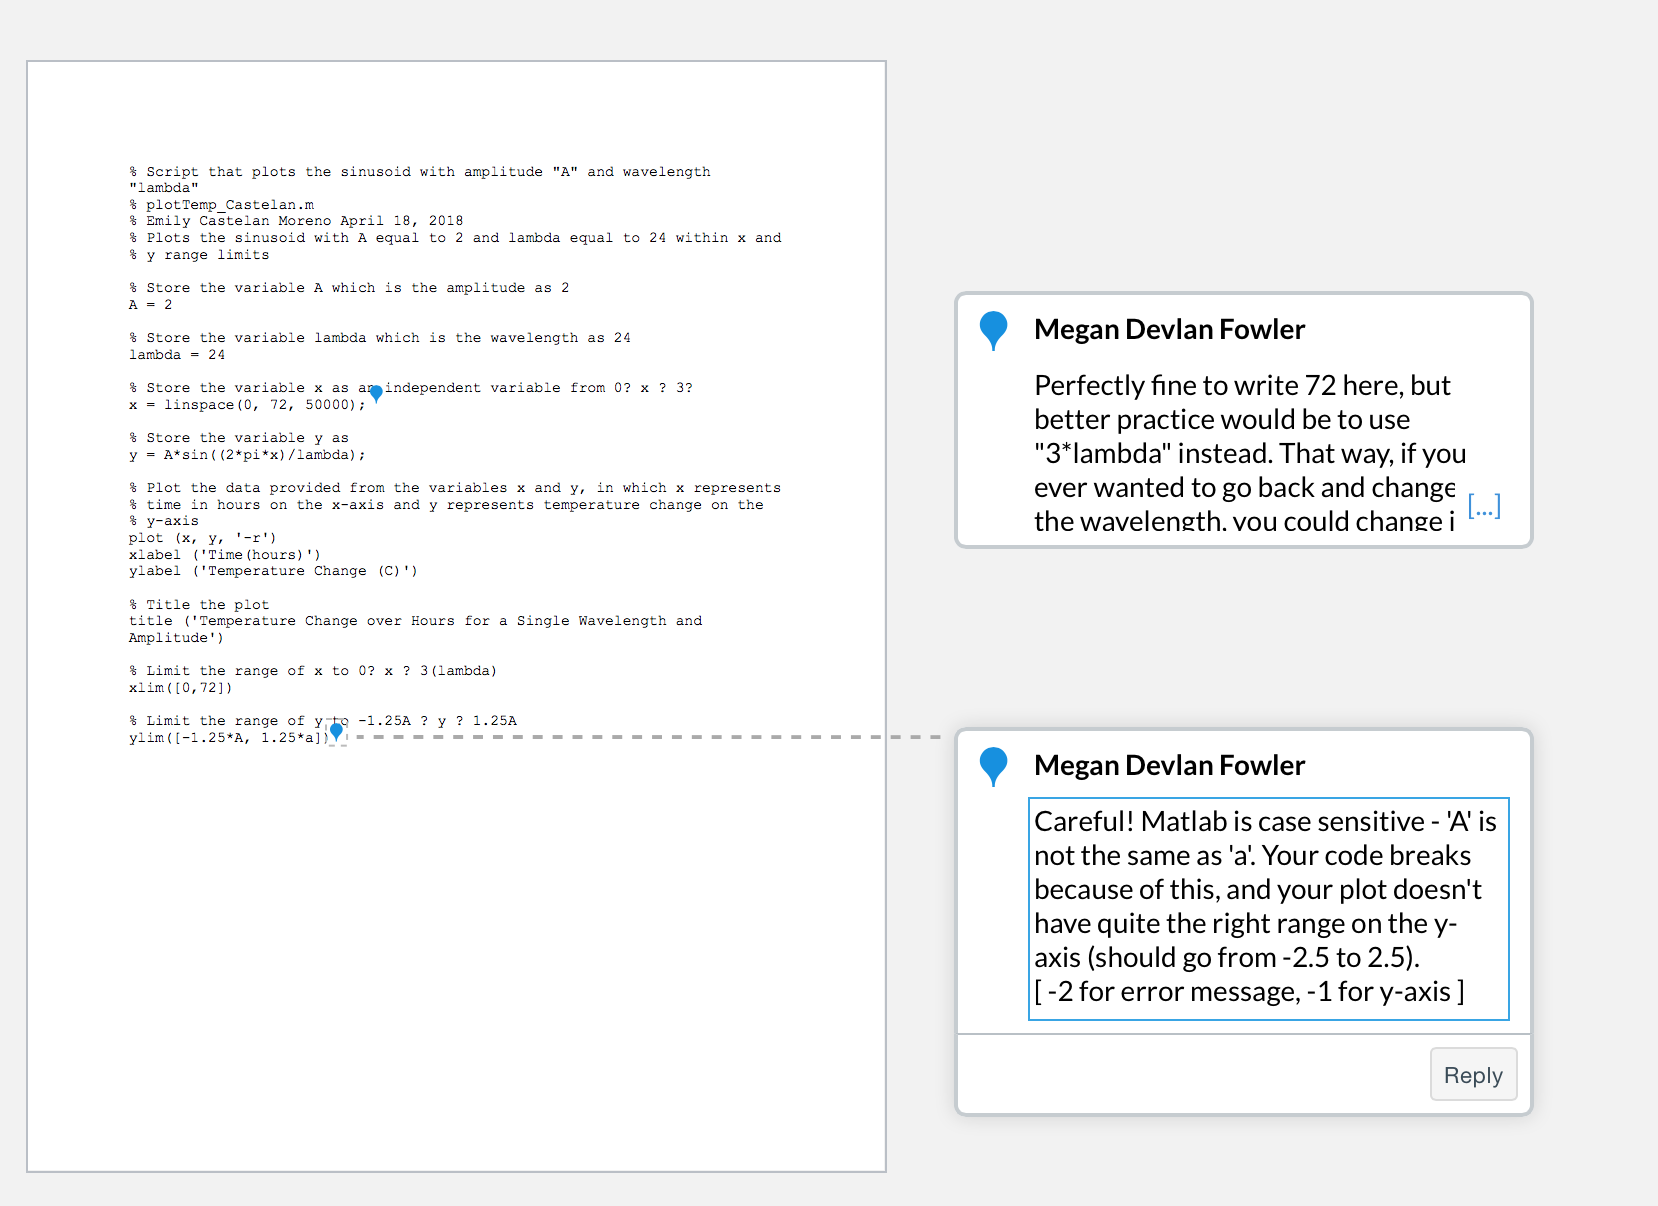 % Script that plots the sinusoid with amplitude "A" and wavelength
"lambda"
% plotTemp_Castelan.m
% Emily Castelan Moreno April 18, 2018
% Plots the sinusoid with A equal to 2 and lambda equal to 24 within x and
% y range limits
% Store the variable A which is the amplitude as 2
A = 2
% Store the variable lambda which is the wavelength as 24
lambda = 24
% Store the variable x as an independent variable from 0? x ? 3?
x = linspace(0, 72, 50000);
% Store the variable y as
y = A*sin((2*pi*x)/lambda);
% Plot the data provided from the variables x and y, in which x represents
% time in hours on the x-axis and y represents temperature change on the
% y-axis
plot (x, y, '-r')
xlabel ('Time(hours)')
ylabel ('Temperature Change (C)')
% Title the plot
title ('Temperature Change over Hours for a Single Wavelength and
Amplitude')
% Limit the range of x to 0? x ? 3(lambda)
xlim([0,72])
% Limit the range of y to -1.25A ? y ? 1.25A
ylim([-1.25*A, 1.25*a])
Megan Devlan Fowler
Perfectly fine to write 72 here, but
better practice would be to use
"3*lambda" instead. That way, if you
ever wanted to go back and change
the wavelength, you could change i
[...]
Megan Devlan Fowler
Careful! Matlab is case sensitive - 'A' is
not the same as 'a'. Your code breaks
because of this, and your plot doesn't
have quite the right range on the y-
axis (should go from -2.5 to 2.5).
[ -2 for error message, -1 for y-axis ]
Reply